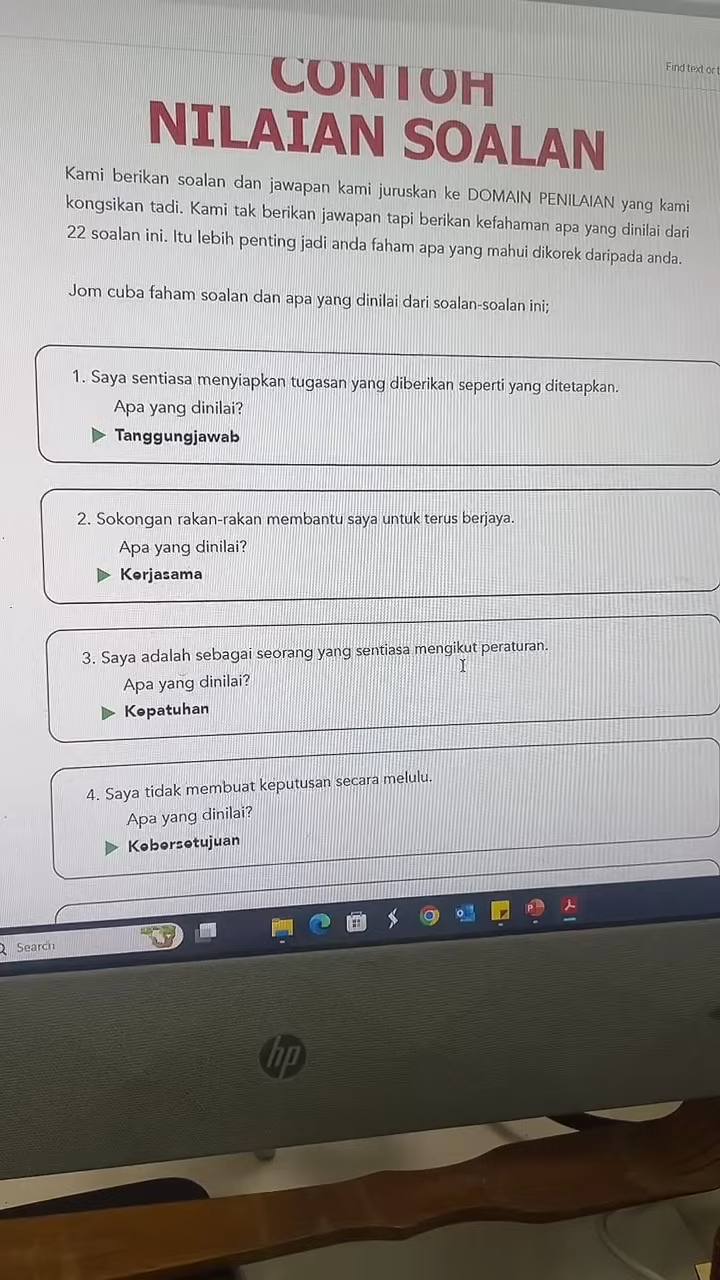 Find text or t
CONTOH
NILAIAN SOALAN
Kami berikan soalan dan jawapan kami juruskan ke DOMAIN PENILAIAN yang kami
kongsikan tadi. Kami tak berikan jawapan tapi berikan kefahaman apa yang dinilai dari
22 soalan ini. Itu lebih penting jadi anda faham apa yang mahui dikorek daripada anda.
Jom cuba faham soalan dan apa yang dinilai dari soalan-soalan ini;
1. Saya sentiasa menyiapkan tugasan yang diberikan seperti yang ditetapkan.
Apa yang dinilai?
Tanggungjawab
2. Sokongan rakan-rakan membantu saya untuk terus berjaya.
Apa yang dinilai?
Kerjasama
3. Saya adalah sebagai seorang yang sentiasa mengikut peraturan.
Apa yang dinilai?
Kepatuhan
4. Saya tidak membuat keputusan secara melulu.
Apa yang dinilai?
Kebersetujuan
Search
hp